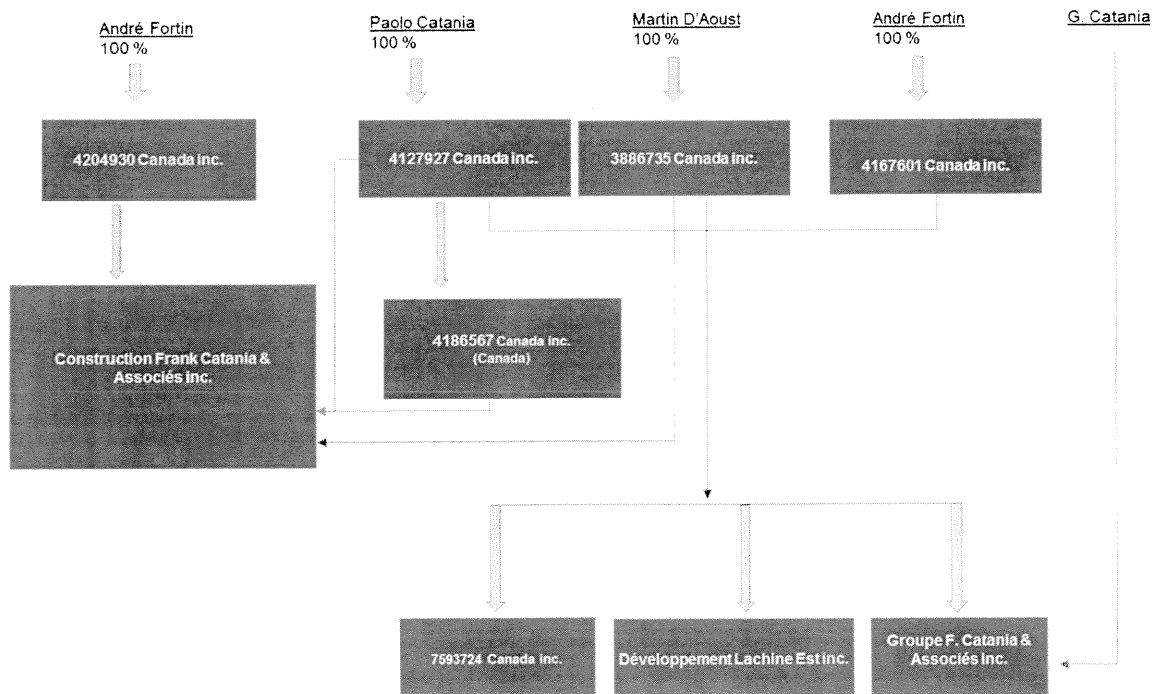 André Fortin
100 %
Paolo Catania
100 %
Martin D'Aoust
100 %
André Fortin
100 %
G. Catania
4204930 Canada inc.
4127927 Canada inc.
3886735 Canada inc.
4167601 Canada inc.
Construction Frank Catania &
Associés Inc.
4186567 Canada inc.
(Canada)
7593724 Canada inc.
Développement Lachine Est inc.
Groupe F. Catania &
Associés Inc.